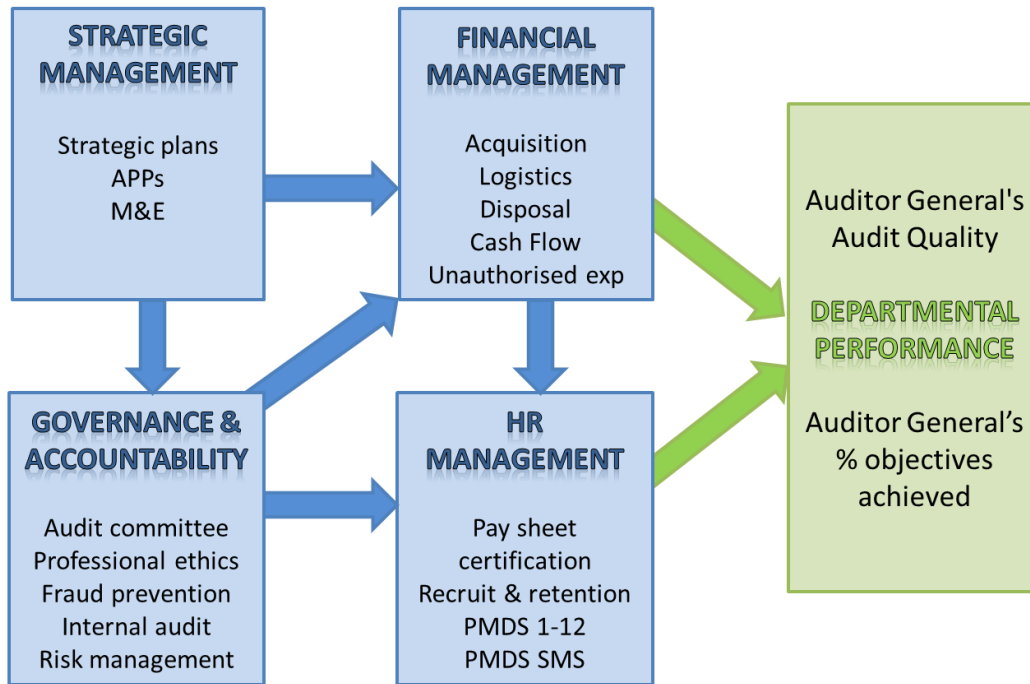 STRATEGIC
MANAGEMENT
Strategic plans
APPs
M&E
FINANCIAL
MANAGEMENT
Acquisition
Logistics
Disposal
Cash Flow
Unauthorised exp
GOVERNANCE &
ACCOUNTABILITY
Audit committee
Professional ethics
Fraud prevention
Internal audit
Risk management
HR
MANAGEMENT
Pay sheet
certification
Recruit & retention
PMDS 1-12
PMDS SMS
Auditor General's
Audit Quality
DEPARTMENTAL
PERFORMANCE
Auditor General’s
% objectives
achieved